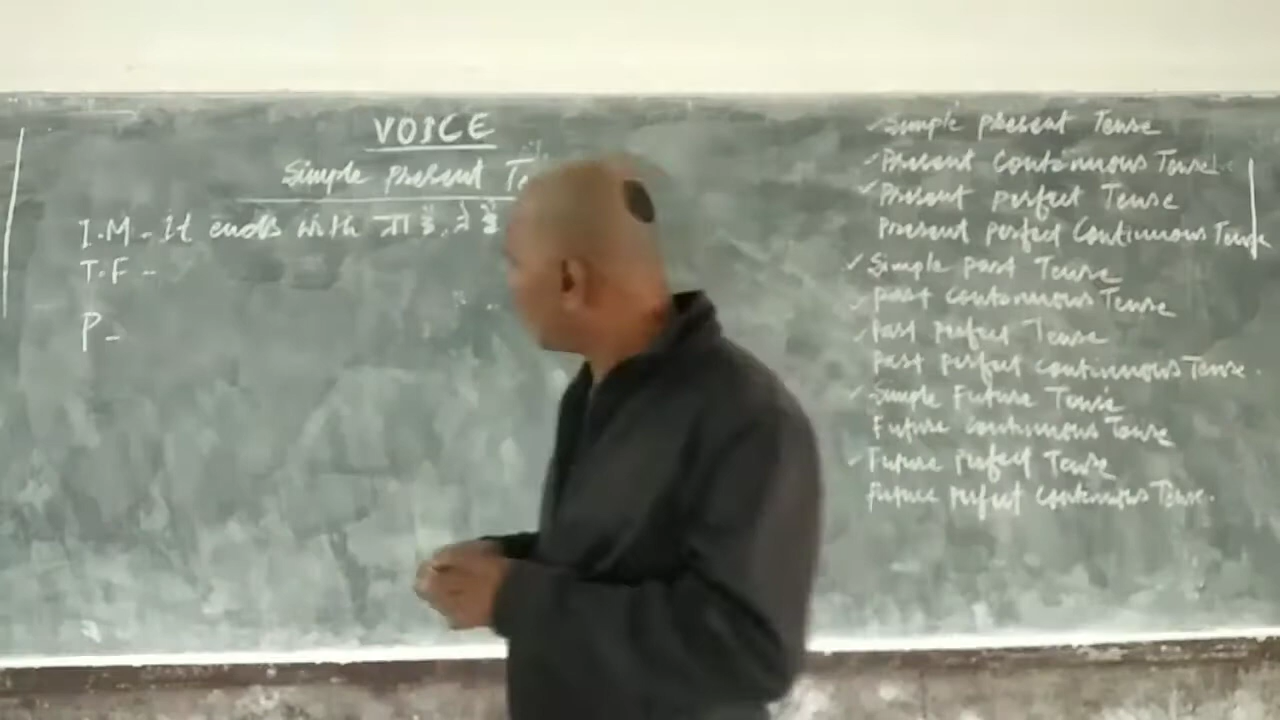 VOICE
Simple present
I.M - It ends with ता है, ते हैं
T.F -
P -
Simple present Tense
Present Continuous Tense
Present perfect Tense
Present perfect Continuous Tense
Simple past Tense
past continuous Tense
Past perfect Tense
Past perfect continuous Tense.
Simple Future Tense
Future continuous Tense
Future perfect Tense
Future perfect continuous Tense.